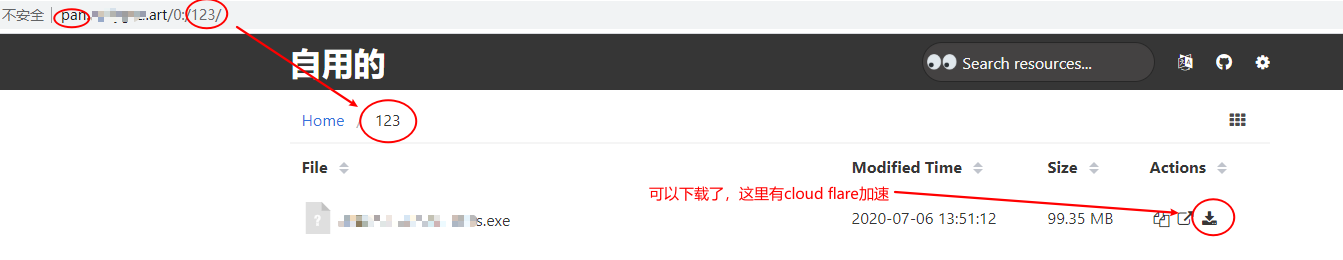 不安全 | pan. .art/0:/123/
自用的
Search resources...
Home / 123
File Modified Time Size Actions
可以下载了，这里有cloud flare加速
s.exe 2020-07-06 13:51:12 99.35 MB